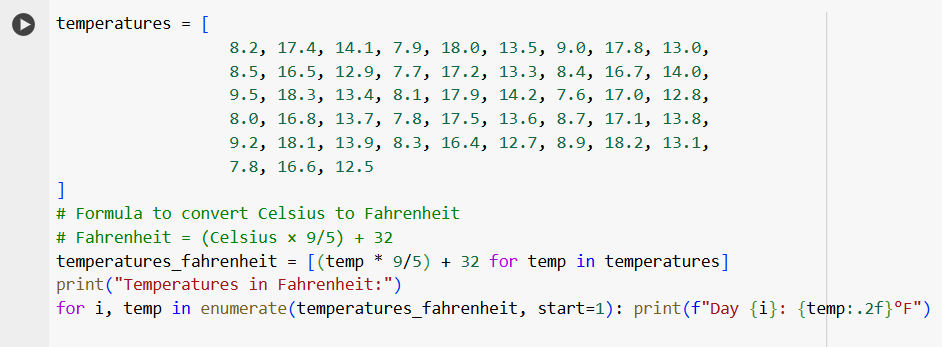 temperatures = [
8.2, 17.4, 14.1, 7.9, 18.0, 13.5, 9.0, 17.8, 13.0,
8.5, 16.5, 12.9, 7.7, 17.2, 13.3, 8.4, 16.7, 14.0,
9.5, 18.3, 13.4, 8.1, 17.9, 14.2, 7.6, 17.0, 12.8,
8.0, 16.8, 13.7, 7.8, 17.5, 13.6, 8.7, 17.1, 13.8,
9.2, 18.1, 13.9, 8.3, 16.4, 12.7, 8.9, 18.2, 13.1,
7.8, 16.6, 12.5
]
# Formula to convert Celsius to Fahrenheit
# Fahrenheit = (Celsius × 9/5) + 32
temperatures_fahrenheit = [(temp * 9/5) + 32 for temp in temperatures]
print("Temperatures in Fahrenheit:")
for i, temp in enumerate(temperatures_fahrenheit, start=1): print(f"Day {i}: {temp:.2f}°F")